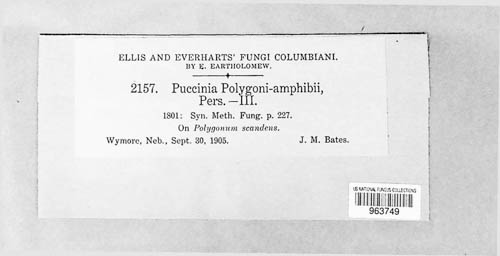 ELLIS AND EVERHARTS' FUNGI COLUMBIANI.
BY E. BARTHOLOMEW.
2157. Puccinia Polygoni-amphibii,
Pers.—III.
1801: Syn. Meth. Fung. p. 227.
On Polygonum scandens.
Wymore, Neb., Sept. 30, 1905. J. M. Bates.
US NATIONAL FUNGUS COLLECTIONS
963749